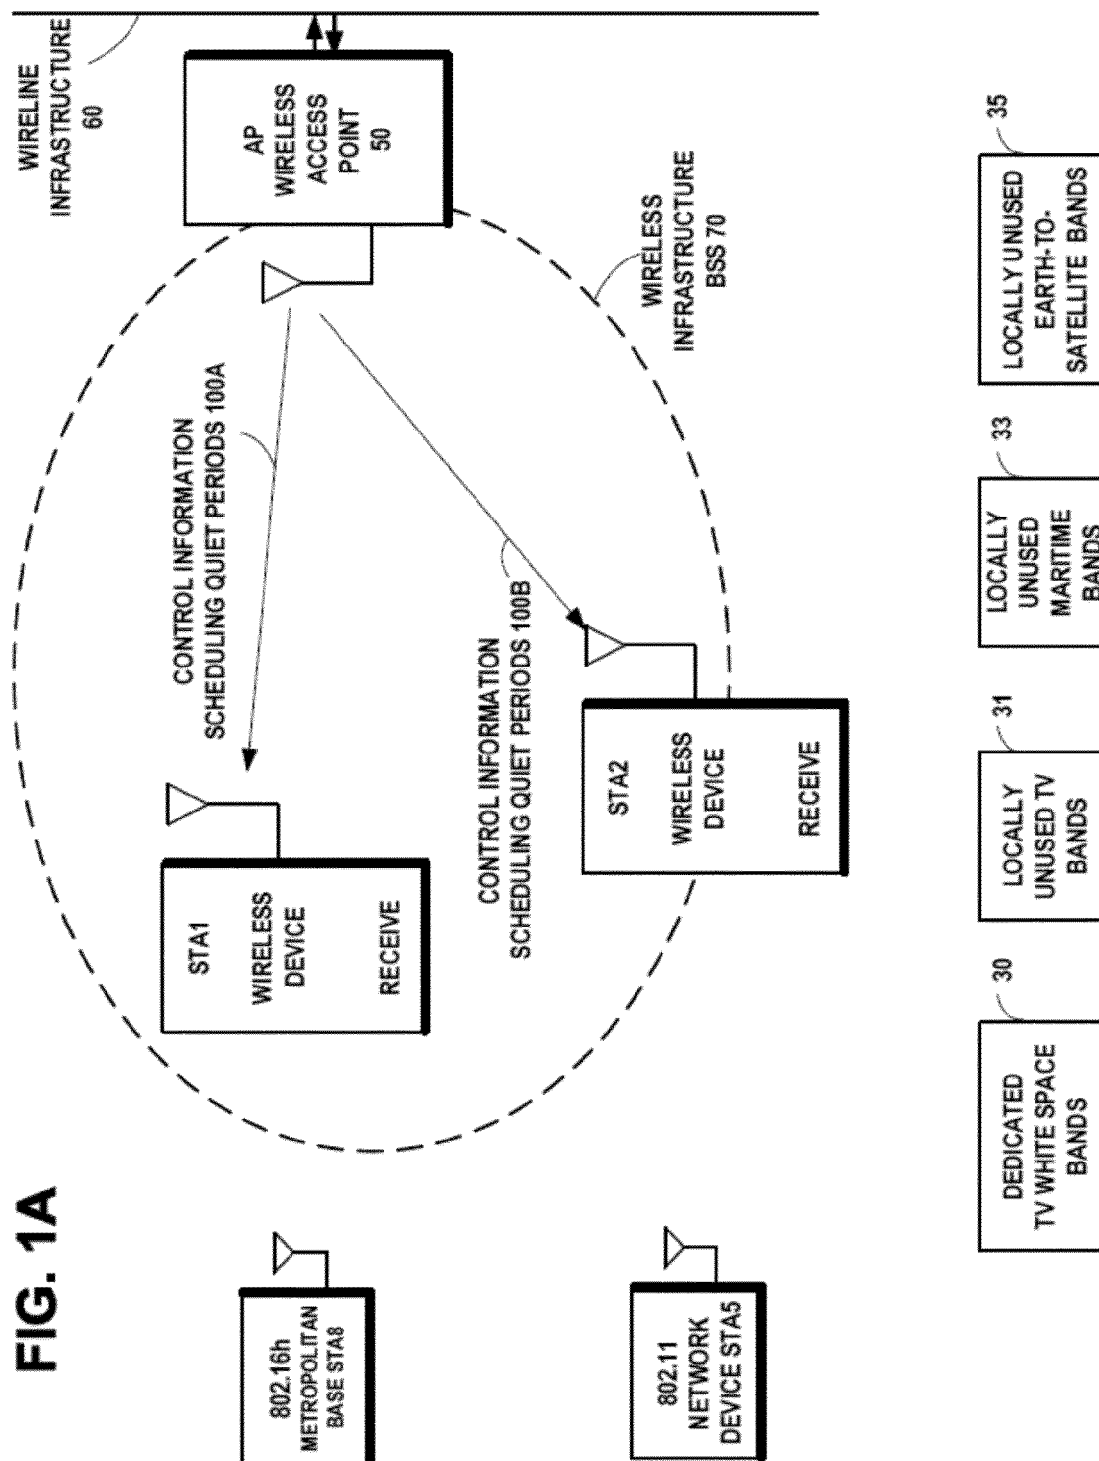 FIG. 1A
WIRELINE
INFRASTRUCTURE
60
AP
WIRELESS
ACCESS
POINT
50
CONTROL INFORMATION
SCHEDULING QUIET PERIODS 100A
STA1
WIRELESS
DEVICE
RECEIVE
802.16h
METROPOLITAN
BASE STA8
WIRELESS
INFRASTRUCTURE
BSS 70
CONTROL INFORMATION
SCHEDULING QUIET PERIODS 100B
STA2
WIRELESS
DEVICE
RECEIVE
802.11
NETWORK
DEVICE STA5
30
DEDICATED
TV WHITE SPACE
BANDS
31
LOCALLY
UNUSED TV
BANDS
33
LOCALLY
UNUSED
MARITIME
BANDS
35
LOCALLY UNUSED
EARTH-TO-
SATELLITE BANDS